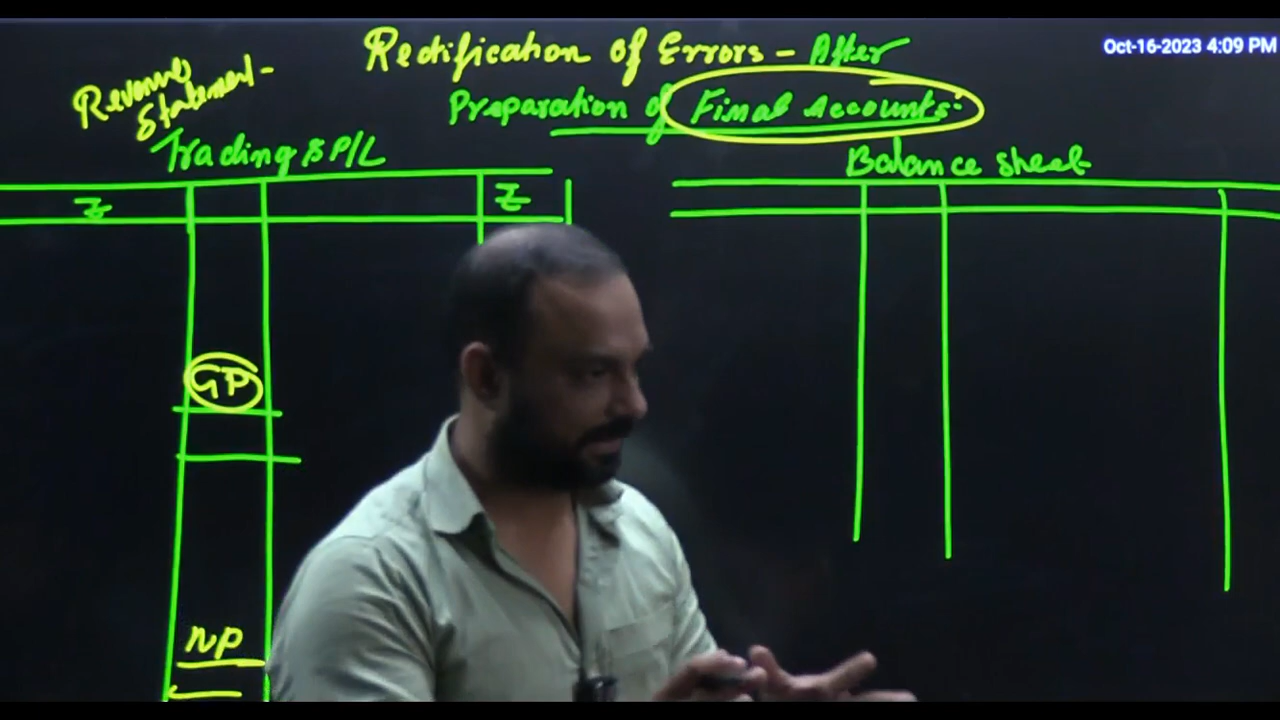 Rectification of Errors - After
Oct-16-2023 4:09 PM
Revenue
Statement -
Preparation of Final Accounts.
Trading & P/L
Balance sheet
GP
NP